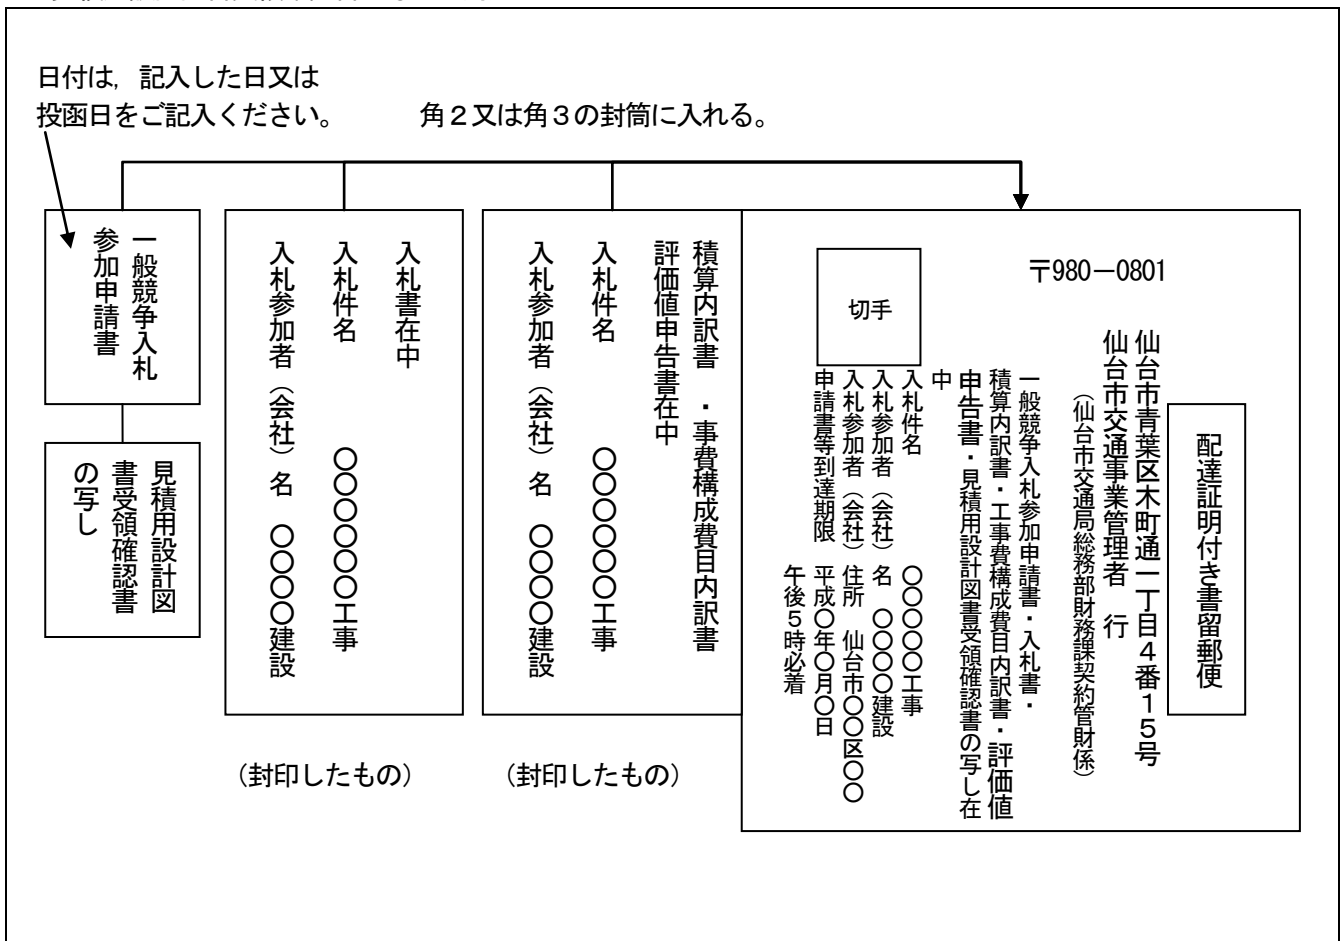 日付は，記入した日又は
投函日をご記入ください。
角２又は角３の封筒に入れる。
一般競争入札
参加申請書
見積用設計図
書受領確認書
の写し
入札書在中
入札件名　〇〇〇〇〇〇工事
入札参加者（会社）名　〇〇〇〇建設
（封印したもの）
積算内訳書　・事費構成費目内訳書
評価値申告書在中
入札件名　〇〇〇〇〇〇工事
入札参加者（会社）名　〇〇〇〇建設
（封印したもの）
配達証明付き書留郵便
〒980－0801
仙台市青葉区木町通一丁目４番１５号
仙台市交通事業管理者　行
（仙台市交通局総務部財務課契約管財係）
切手
一般競争入札参加申請書・入札書・
積算内訳書・工事費構成費目内訳書・評価値
申告書・見積用設計図書受領確認書の写し在
中
入札件名　〇〇〇〇〇工事
入札参加者（会社）名　〇〇〇〇建設
入札参加者（会社）住所　仙台市〇〇区〇〇
申請書等到達期限　平成〇年〇月〇日
午後５時必着